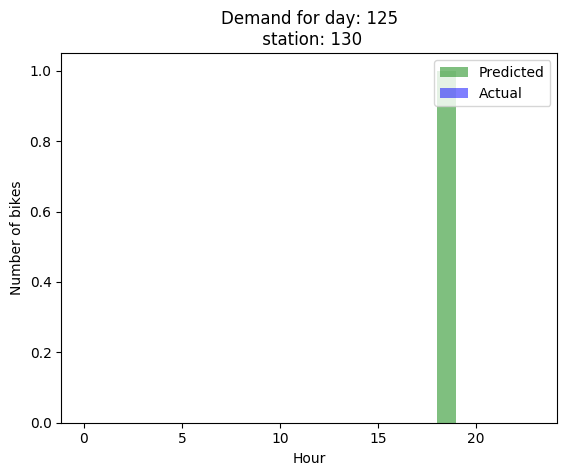 Demand for day: 125
station: 130
Predicted
Actual
Number of bikes
1.0
0.8
0.6
0.4
0.2
0.0
0 5 10 15 20
Hour